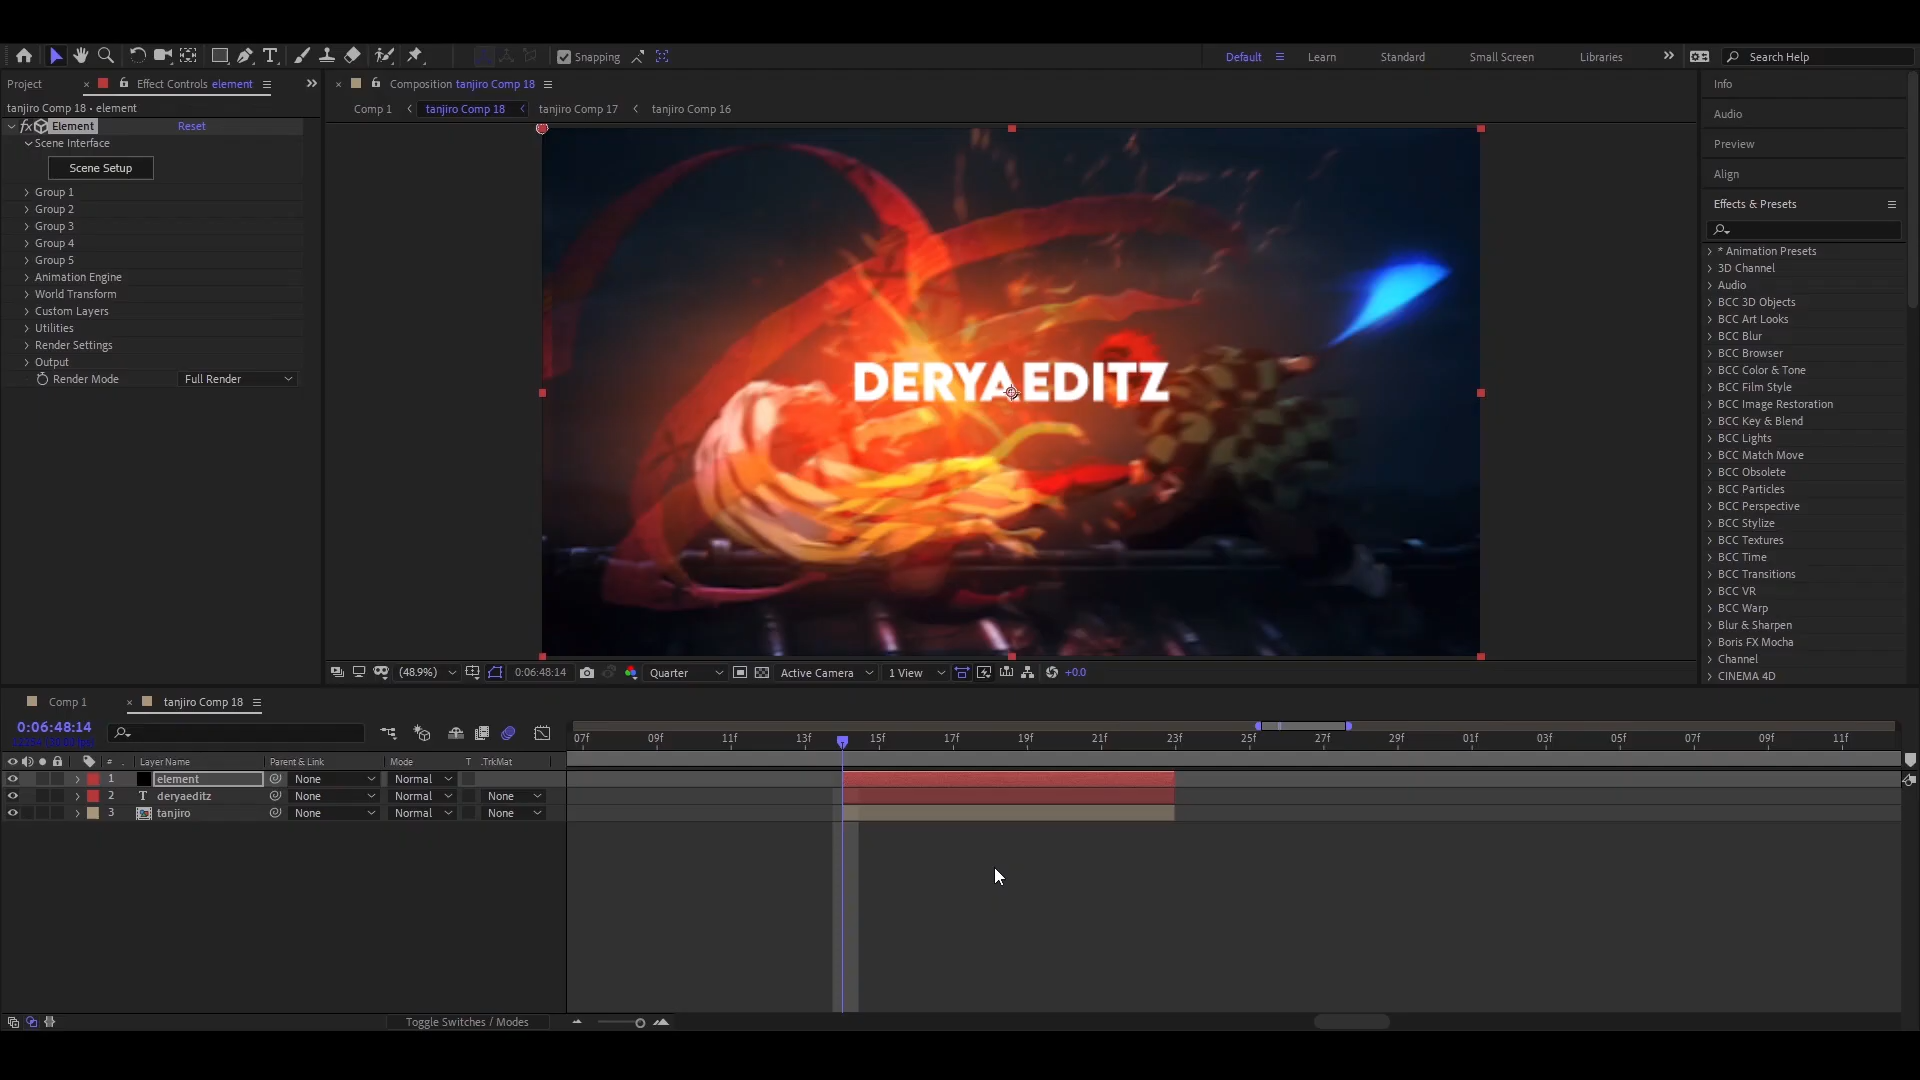 Snapping
Default
Learn
Standard
Small Screen
Libraries
Search Help
Project
Effect Controls element
Composition tanjiro Comp 18
Info
tanjiro Comp 18 • element
Comp 1
tanjiro Comp 18
tanjiro Comp 17
tanjiro Comp 16
Audio
fx Element
Reset
Scene Interface
Preview
Scene Setup
Align
Group 1
Group 2
Effects & Presets
Group 3
Group 4
Group 5
* Animation Presets
Animation Engine
3D Channel
World Transform
Audio
Custom Layers
BCC 3D Objects
Utilities
BCC Art Looks
Render Settings
BCC Blur
Output
BCC Browser
Render Mode
Full Render
DERYAEDITZ
BCC Color & Tone
BCC Film Style
BCC Image Restoration
BCC Key & Blend
BCC Lights
BCC Match Move
BCC Obsolete
BCC Particles
BCC Perspective
BCC Stylize
BCC Textures
BCC Time
BCC Transitions
BCC VR
BCC Warp
Blur & Sharpen
Boris FX Mocha
Channel
CINEMA 4D
(48.9%)
0:06:48:14
Quarter
Active Camera
1 View
+0.0
Comp 1
tanjiro Comp 18
0:06:48:14
07f 09f 11f 13f 15f 17f 19f 21f 23f 25f 27f 29f 01f 03f 05f 07f 09f 11f
# Layer Name Parent & Link Mode T .TrkMat
1 element None Normal
2 T deryaeditz None Normal None
3 tanjiro None Normal None
Toggle Switches / Modes